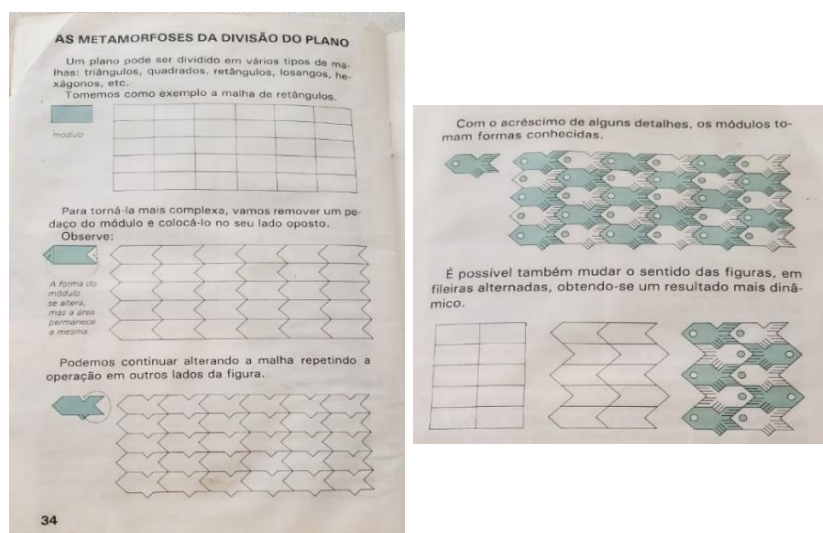 AS METAMORFOSES DA DIVISÃO DO PLANO
Um plano pode ser dividido em vários tipos de ma-
lhas: triângulos, quadrados, retângulos, losangos, he-
xágonos, etc.
Tomemos como exemplo a malha de retângulos.
módulo
Para torná-la mais complexa, vamos remover um pe-
daço do módulo e colocá-lo no seu lado oposto.
Observe:
A forma do
módulo
se altera,
mas a área
permanece
a mesma
Podemos continuar alterando a malha repetindo a
operação em outros lados da figura.
34
Com o acréscimo de alguns detalhes, os módulos to-
mam formas conhecidas.
É possível também mudar o sentido das figuras, em
fileiras alternadas, obtendo-se um resultado mais dinâ-
mico.